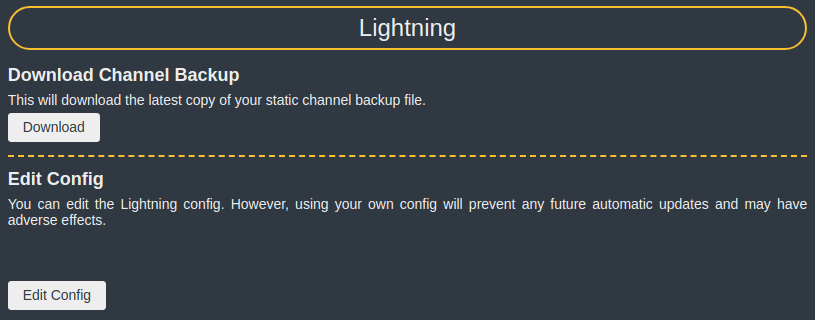 Lightning
Download Channel Backup
This will download the latest copy of your static channel backup file.
Download
Edit Config
You can edit the Lightning config. However, using your own config will prevent any future automatic updates and may have
adverse effects.
Edit Config